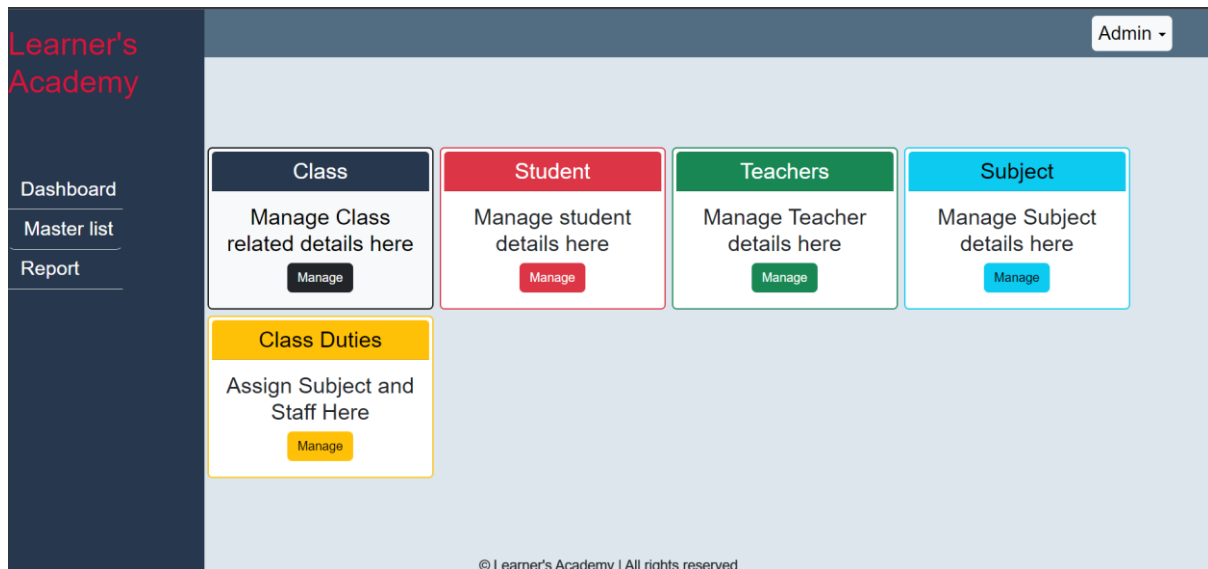 Learner's
Academy
Admin
Dashboard
Master list
Report
Class
Manage Class
related details here
Manage
Student
Manage student
details here
Manage
Teachers
Manage Teacher
details here
Manage
Subject
Manage Subject
details here
Manage
Class Duties
Assign Subject and
Staff Here
Manage
© Learner's Academy | All rights reserved